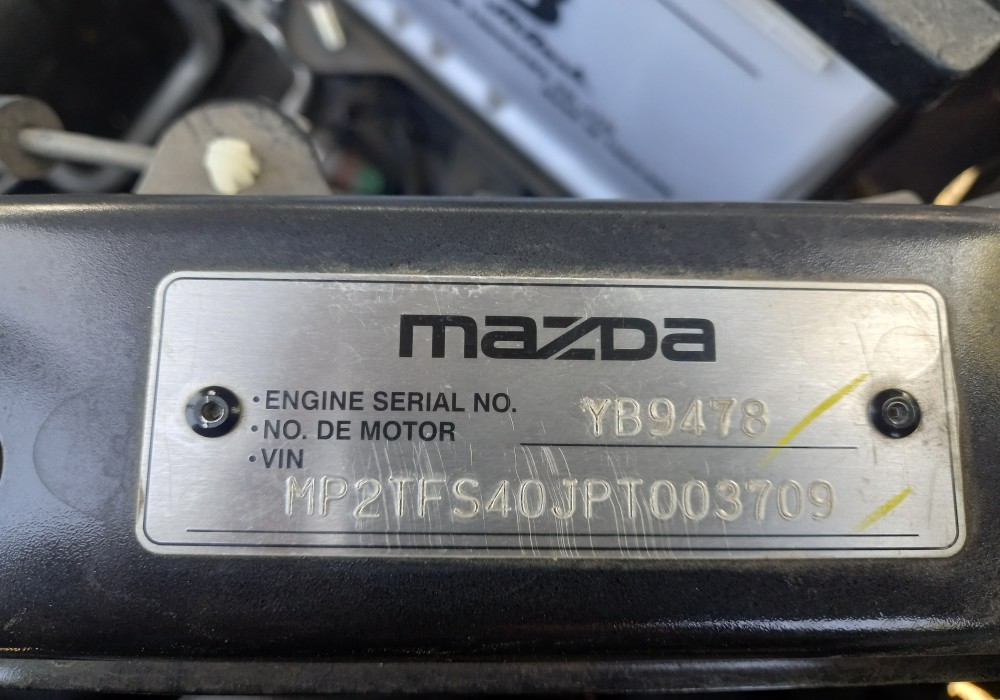 mazda
• ENGINE SERIAL NO. YB9478
• NO. DE MOTOR
• VIN
MP2TFS40JPT003709